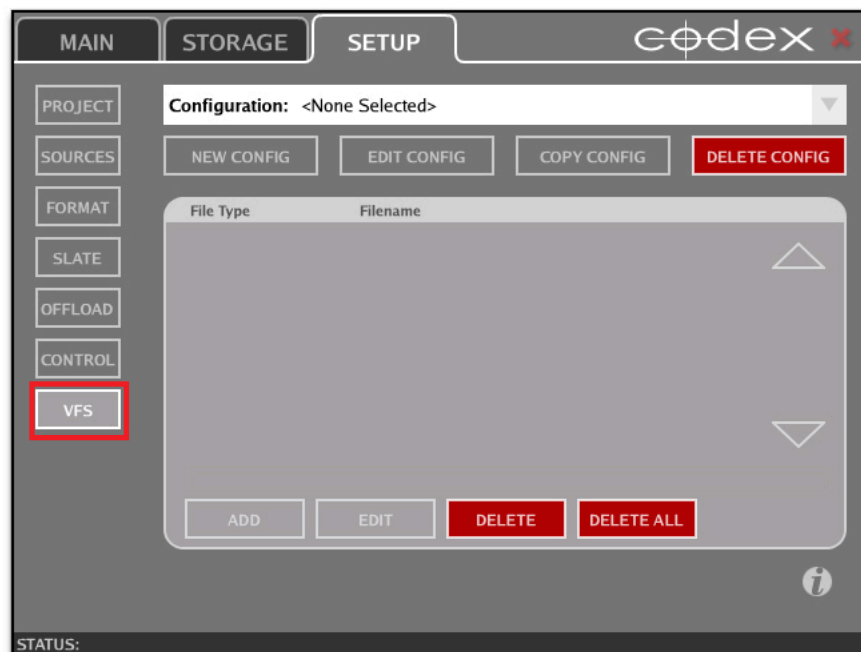 MAIN STORAGE SETUP codex
PROJECT
Configuration: <None Selected>
SOURCES
NEW CONFIG EDIT CONFIG COPY CONFIG DELETE CONFIG
FORMAT
File Type Filename
SLATE
OFFLOAD
CONTROL
VFS
ADD EDIT DELETE DELETE ALL
i
STATUS: